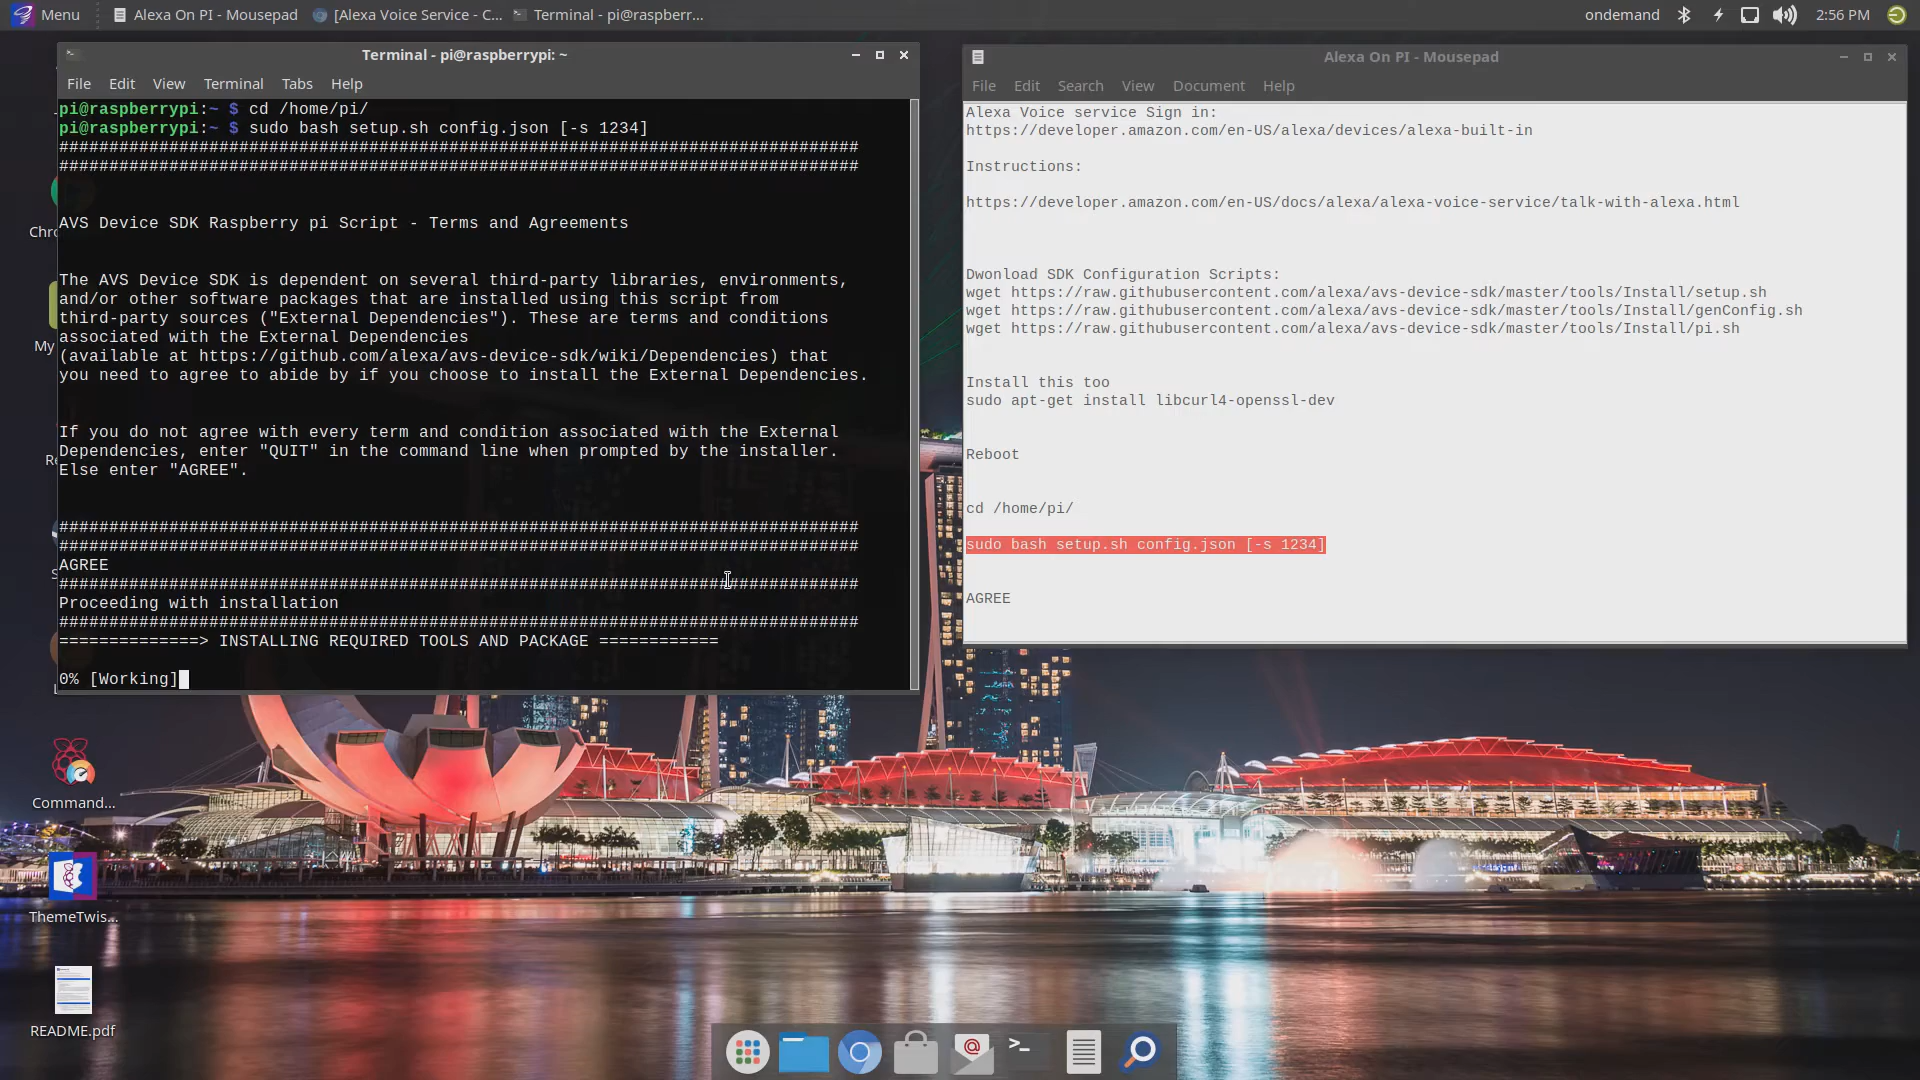 Menu
Alexa On PI - Mousepad
[Alexa Voice Service - C...
Terminal - pi@raspberr...
ondemand
2:56 PM
Terminal - pi@raspberrypi: ~
File Edit View Terminal Tabs Help
pi@raspberrypi:~ $ cd /home/pi/
pi@raspberrypi:~ $ sudo bash setup.sh config.json [-s 1234]
################################################################################
################################################################################
AVS Device SDK Raspberry pi Script - Terms and Agreements
The AVS Device SDK is dependent on several third-party libraries, environments,
and/or other software packages that are installed using this script from
third-party sources ("External Dependencies"). These are terms and conditions
associated with the External Dependencies
(available at https://github.com/alexa/avs-device-sdk/wiki/Dependencies) that
you need to agree to abide by if you choose to install the External Dependencies.
If you do not agree with every term and condition associated with the External
Dependencies, enter "QUIT" in the command line when prompted by the installer.
Else enter "AGREE".
################################################################################
################################################################################
AGREE
################################################################################
Proceeding with installation
################################################################################
==============> INSTALLING REQUIRED TOOLS AND PACKAGE ============
0% [Working]
Alexa On PI - Mousepad
File Edit Search View Document Help
Alexa Voice service Sign in:
https://developer.amazon.com/en-US/alexa/devices/alexa-built-in
Instructions:
https://developer.amazon.com/en-US/docs/alexa/alexa-voice-service/talk-with-alexa.html
Dwonload SDK Configuration Scripts:
wget https://raw.githubusercontent.com/alexa/avs-device-sdk/master/tools/Install/setup.sh
wget https://raw.githubusercontent.com/alexa/avs-device-sdk/master/tools/Install/genConfig.sh
wget https://raw.githubusercontent.com/alexa/avs-device-sdk/master/tools/Install/pi.sh
Install this too
sudo apt-get install libcurl4-openssl-dev
Reboot
cd /home/pi/
sudo bash setup.sh config.json [-s 1234]
AGREE
Chro
My
Command...
ThemeTwis...
README.pdf